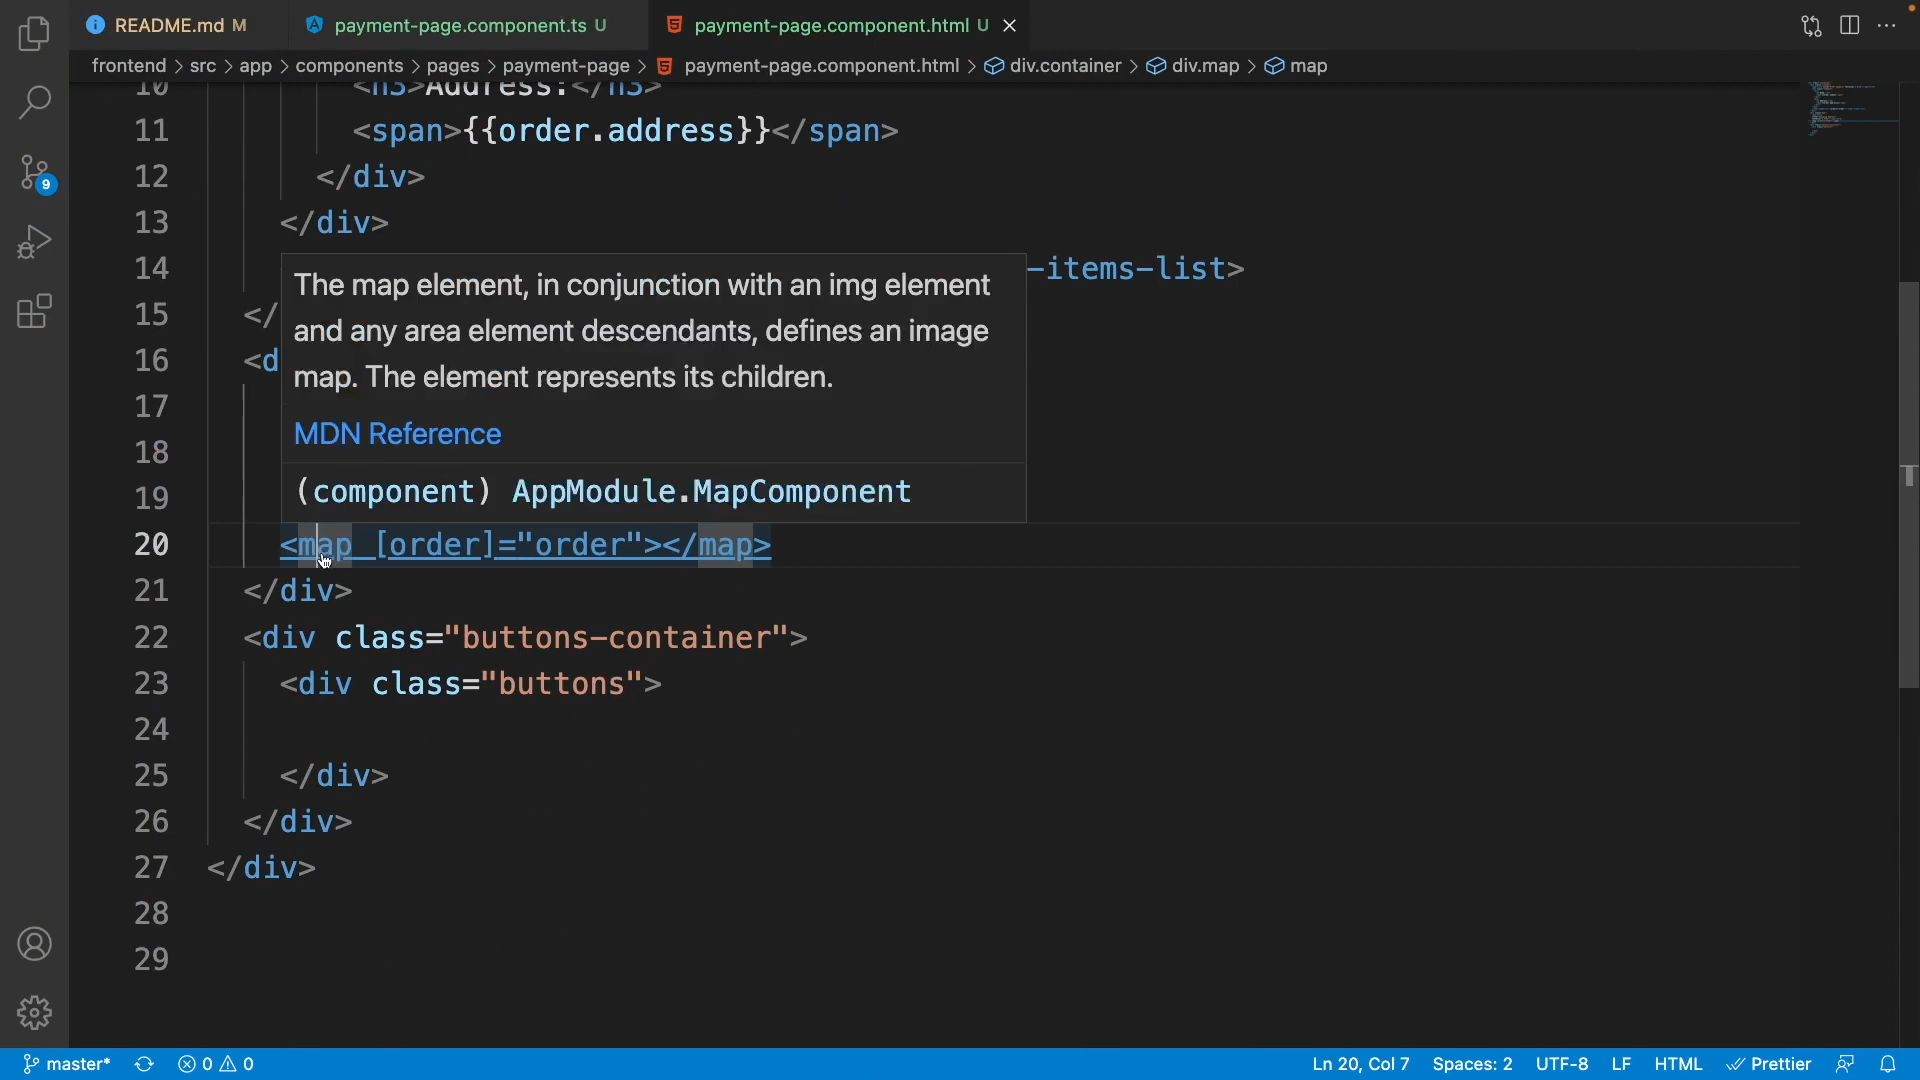 README.md M payment-page.component.ts U payment-page.component.html U
frontend > src > app > components > pages > payment-page > payment-page.component.html > div.container > div.map > map
10 <h3>Address:</h3>
11 <span>{{order.address}}</span>
12 </div>
13 </div>
14 -items-list>
15 </
16 <d
17
18
19
The map element, in conjunction with an img element
and any area element descendants, defines an image
map. The element represents its children.
MDN Reference
(component) AppModule.MapComponent
20 <map [order]="order"></map>
21 </div>
22 <div class="buttons-container">
23 <div class="buttons">
24
25 </div>
26 </div>
27 </div>
28
29
9
master* 0 0 Ln 20, Col 7 Spaces: 2 UTF-8 LF HTML Prettier